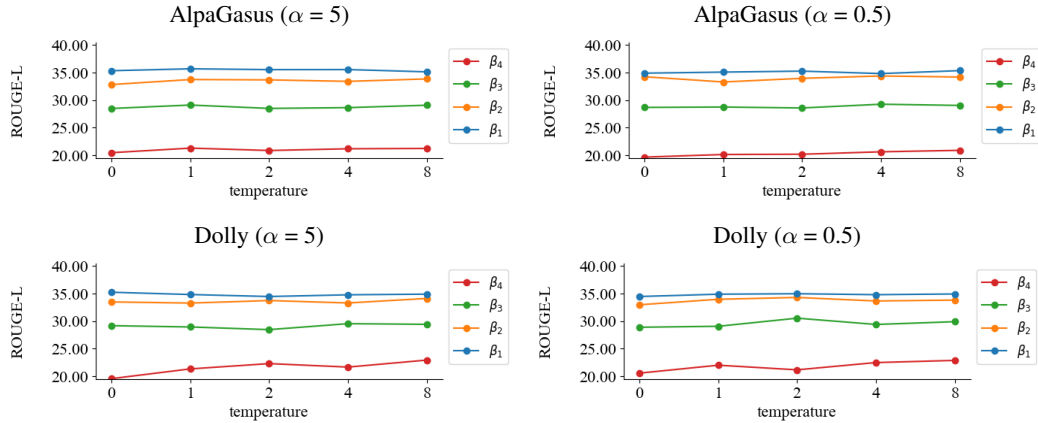 AlpaGasus (α = 5)
40.00
35.00
30.00
25.00
20.00
ROUGE-L
0 1 2 4 8
temperature
β4
β3
β2
β1
AlpaGasus (α = 0.5)
40.00
35.00
30.00
25.00
20.00
ROUGE-L
0 1 2 4 8
temperature
β4
β3
β2
β1
Dolly (α = 5)
40.00
35.00
30.00
25.00
20.00
ROUGE-L
0 1 2 4 8
temperature
β4
β3
β2
β1
Dolly (α = 0.5)
40.00
35.00
30.00
25.00
20.00
ROUGE-L
0 1 2 4 8
temperature
β4
β3
β2
β1